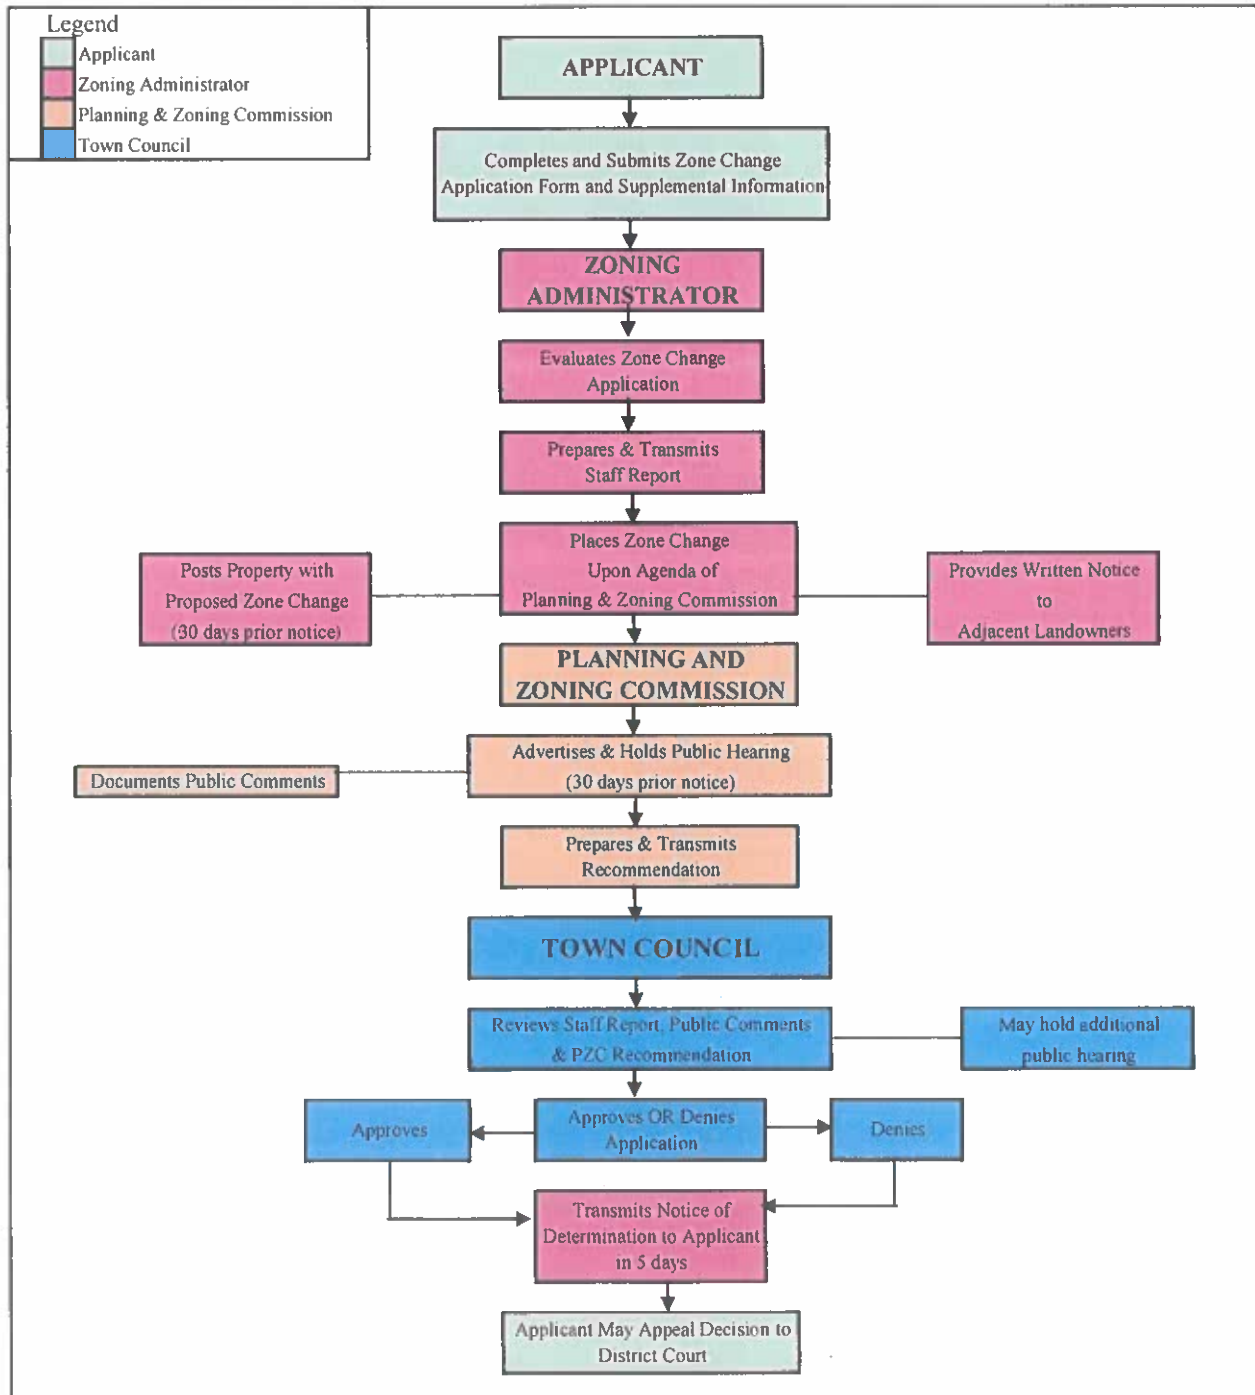 Legend
Applicant
Zoning Administrator
Planning & Zoning Commission
Town Council
APPLICANT
Completes and Submits Zone Change
Application Form and Supplemental Information
ZONING
ADMINISTRATOR
Evaluates Zone Change
Application
Prepares & Transmits
Staff Report
Places Zone Change
Upon Agenda of
Planning & Zoning Commission
Posts Property with
Proposed Zone Change
(30 days prior notice)
Provides Written Notice
to
Adjacent Landowners
PLANNING AND
ZONING COMMISSION
Advertises & Holds Public Hearing
(30 days prior notice)
Documents Public Comments
Prepares & Transmits
Recommendation
TOWN COUNCIL
Reviews Staff Report, Public Comments
& PZC Recommendation
May hold additional
public hearing
Approves OR Denies
Application
Approves
Denies
Transmits Notice of
Determination to Applicant
in 5 days
Applicant May Appeal Decision to
District Court